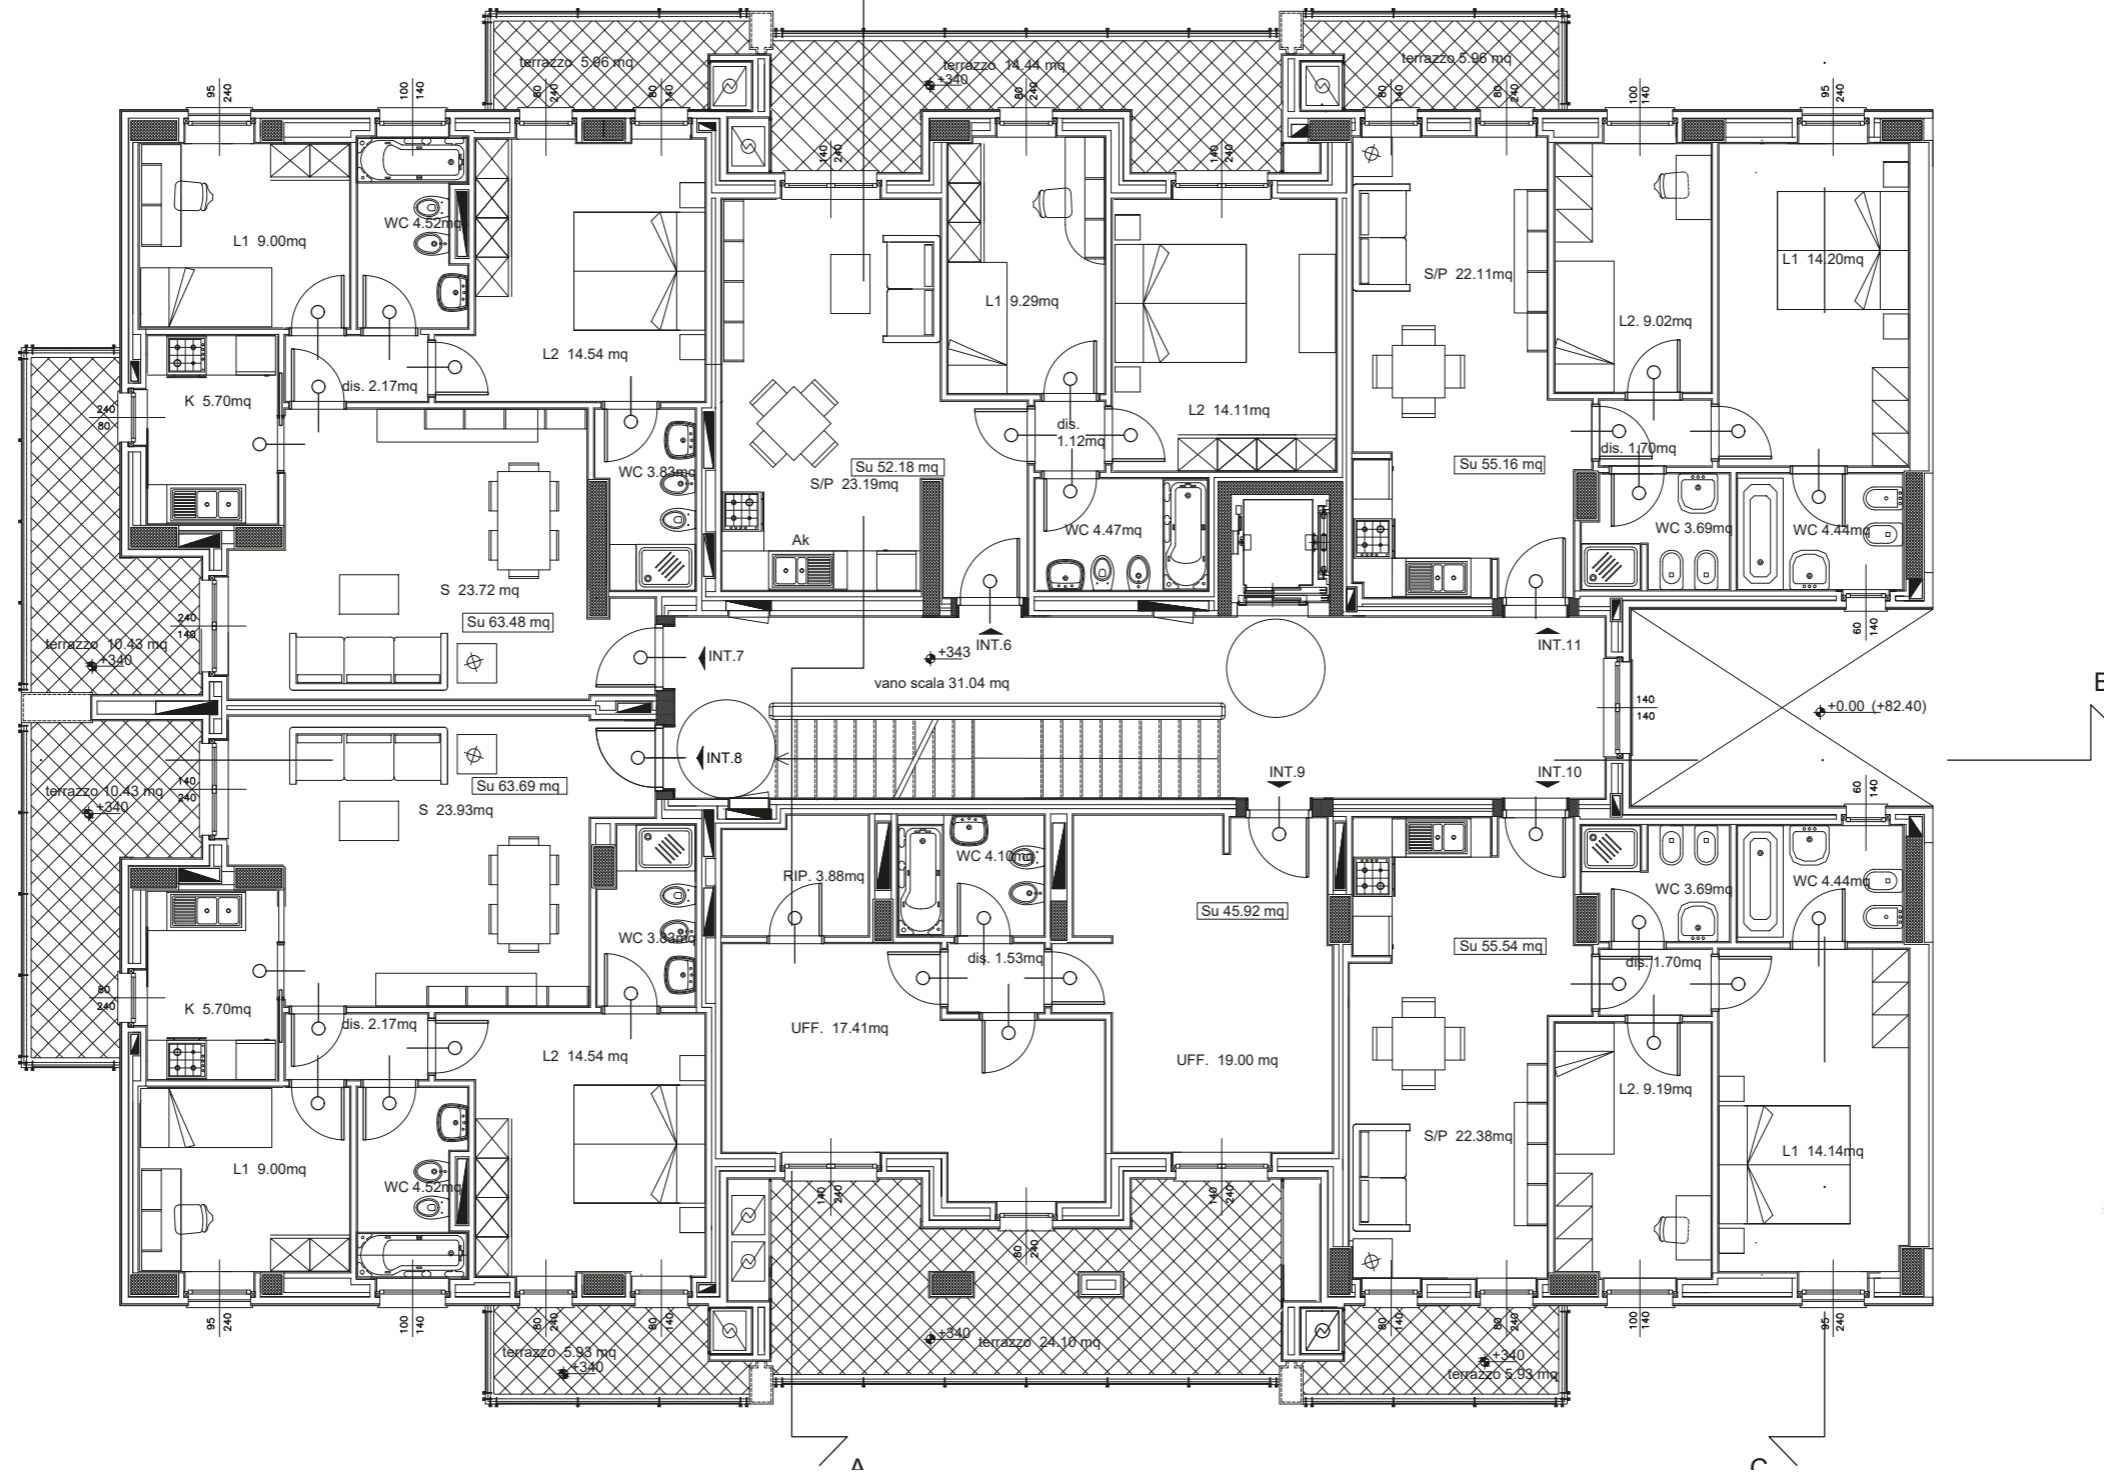 terrazzo 5.96 mq
terrazzo 14.44 mq
+340
terrazzo 5.96 mq
95
240
100
140
80
240
80
140
80
240
80
140
80
240
100
140
95
240
140
240
140
240
WC 4.52mq
L1 9.00mq
L2 14.54 mq
dis. 2.17mq
K 5.70mq
240
80
L1 9.29mq
L2 14.11mq
dis.
1.12mq
S/P 22.11mq
L2. 9.02mq
L1 14.20mq
dis. 1.70mq
Su 52.18 mq
S/P 23.19mq
Su 55.16 mq
WC 3.83mq
WC 4.47mq
WC 3.69mq
WC 4.44mq
Ak
S 23.72 mq
Su 63.48 mq
240
140
terrazzo 10.43 mq
+340
INT.7
INT.6
INT.11
+343
vano scala 31.04 mq
60
140
140
140
+0.00 (+82.40)
B
INT.8
INT.9
INT.10
Su 63.69 mq
S 23.93mq
140
240
terrazzo 10.43 mq
+340
60
140
RIP. 3.88mq
WC 4.10mq
WC 3.69mq
WC 4.44mq
Su 45.92 mq
WC 3.83mq
Su 55.54 mq
dis. 1.53mq
dis. 1.70mq
80
240
K 5.70mq
dis. 2.17mq
L2 14.54 mq
UFF. 17.41mq
UFF. 19.00 mq
L2. 9.19mq
S/P 22.38mq
L1 14.14mq
L1 9.00mq
WC 4.52mq
140
240
140
240
80
240
95
240
100
140
80
240
80
140
80
140
80
240
100
140
95
240
terrazzo 5.93 mq
+340
+340
terrazzo 24.10 mq
+340
terrazzo 5.93 mq
A
C